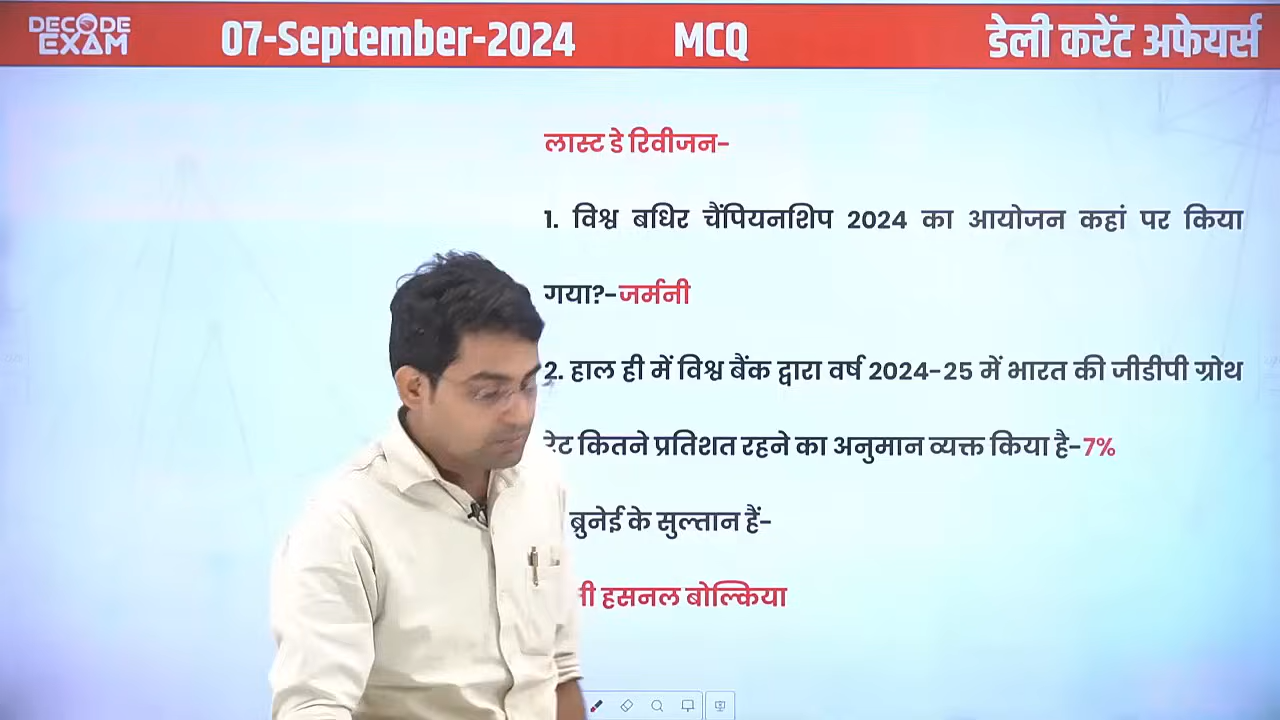 DECODE EXAM
07-September-2024 MCQ डेली करेंट अफेयर्स
लास्ट डे रिवीजन-
1. विश्व बधिर चैंपियनशिप 2024 का आयोजन कहां पर किया
गया?-जर्मनी
2. हाल ही में विश्व बैंक द्वारा वर्ष 2024-25 में भारत की जीडीपी ग्रोथ
रेट कितने प्रतिशत रहने का अनुमान व्यक्त किया है-7%
ब्रुनेई के सुल्तान हैं-
हसनल बोल्किया